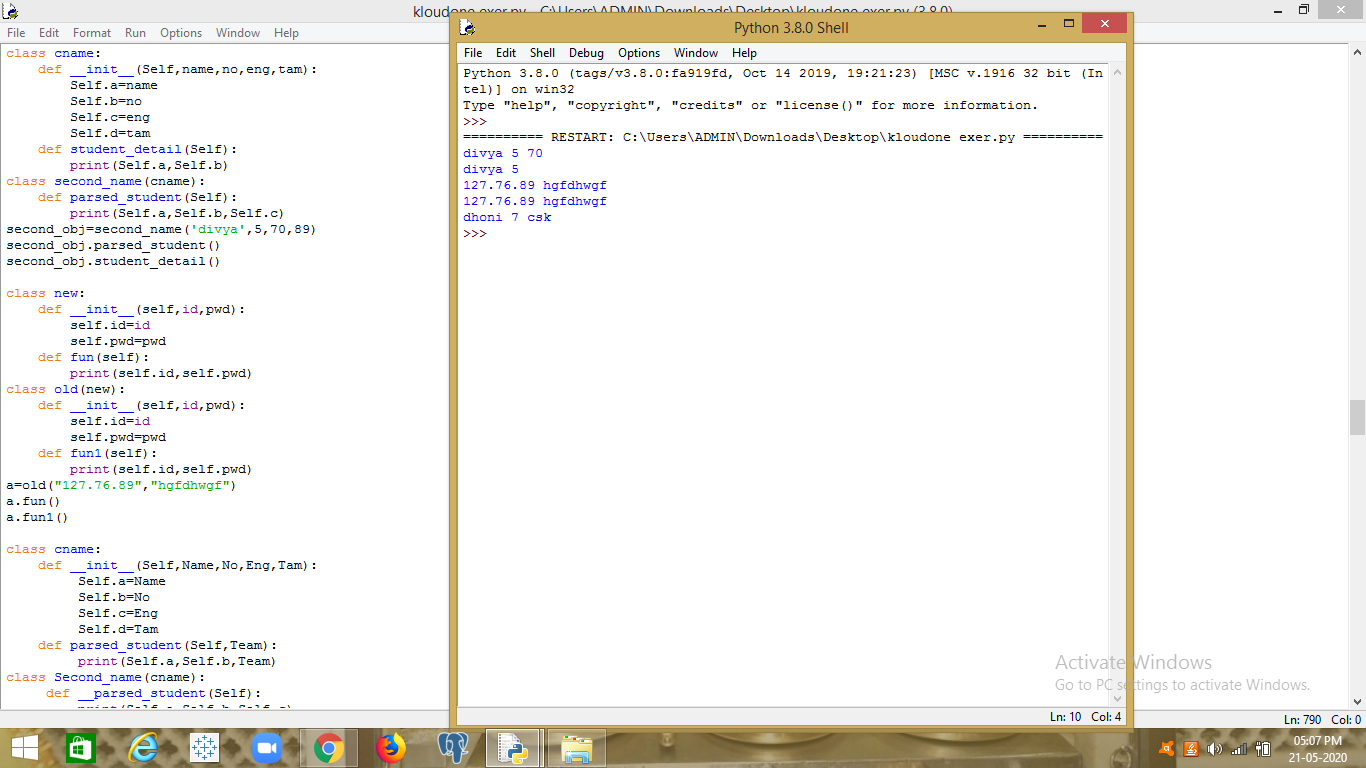 kloudone exer.py - C:\Users\ADMIN\Downloads\Desktop\kloudone exer.py (3.8.0)
File Edit Format Run Options Window Help
class cname:
    def __init__(Self,name,no,eng,tam):
        Self.a=name
        Self.b=no
        Self.c=eng
        Self.d=tam
    def student_detail(Self):
        print(Self.a,Self.b)
class second_name(cname):
    def parsed_student(Self):
        print(Self.a,Self.b,Self.c)
second_obj=second_name('divya',5,70,89)
second_obj.parsed_student()
second_obj.student_detail()
class new:
    def __init__(self,id,pwd):
        self.id=id
        self.pwd=pwd
    def fun(self):
        print(self.id,self.pwd)
class old(new):
    def __init__(self,id,pwd):
        self.id=id
        self.pwd=pwd
    def fun1(self):
        print(self.id,self.pwd)
a=old("127.76.89","hgfdhwgf")
a.fun()
a.fun1()
class cname:
    def __init__(Self,Name,No,Eng,Tam):
         Self.a=Name
         Self.b=No
         Self.c=Eng
         Self.d=Tam
    def parsed_student(Self,Team):
         print(Self.a,Self.b,Team)
class Second_name(cname):
     def __parsed_student(Self):
         print(Self.a,Self.b,Self.c)
Python 3.8.0 Shell
File Edit Shell Debug Options Window Help
Python 3.8.0 (tags/v3.8.0:fa919fd, Oct 14 2019, 19:21:23) [MSC v.1916 32 bit (In
tel)] on win32
Type "help", "copyright", "credits" or "license()" for more information.
>>>
========== RESTART: C:\Users\ADMIN\Downloads\Desktop\kloudone exer.py ==========
divya 5 70
divya 5
127.76.89 hgfdhwgf
127.76.89 hgfdhwgf
dhoni 7 csk
>>>
Activate Windows
Go to PC settings to activate Windows.
Ln: 10 Col: 4
Ln: 790 Col: 0
05:07 PM
21-05-2020